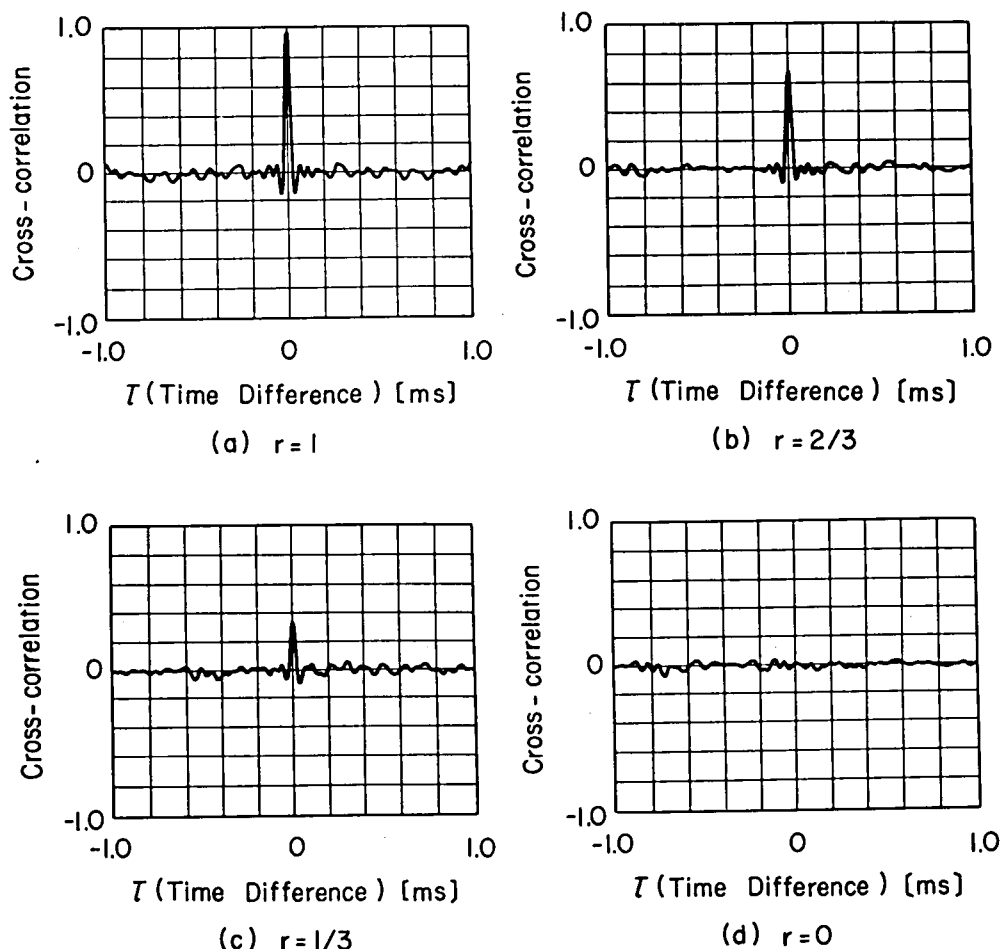 1.0
Cross-correlation
0
-1.0
-1.0 0 1.0
τ (Time Difference) [ms]
(a) r=1
1.0
Cross-correlation
0
-1.0
-1.0 0 1.0
τ (Time Difference) [ms]
(b) r=2/3
1.0
Cross-correlation
0
-1.0
-1.0 0 1.0
τ (Time Difference) [ms]
(c) r=1/3
1.0
Cross-correlation
0
-1.0
-1.0 0 1.0
τ (Time Difference) [ms]
(d) r=0